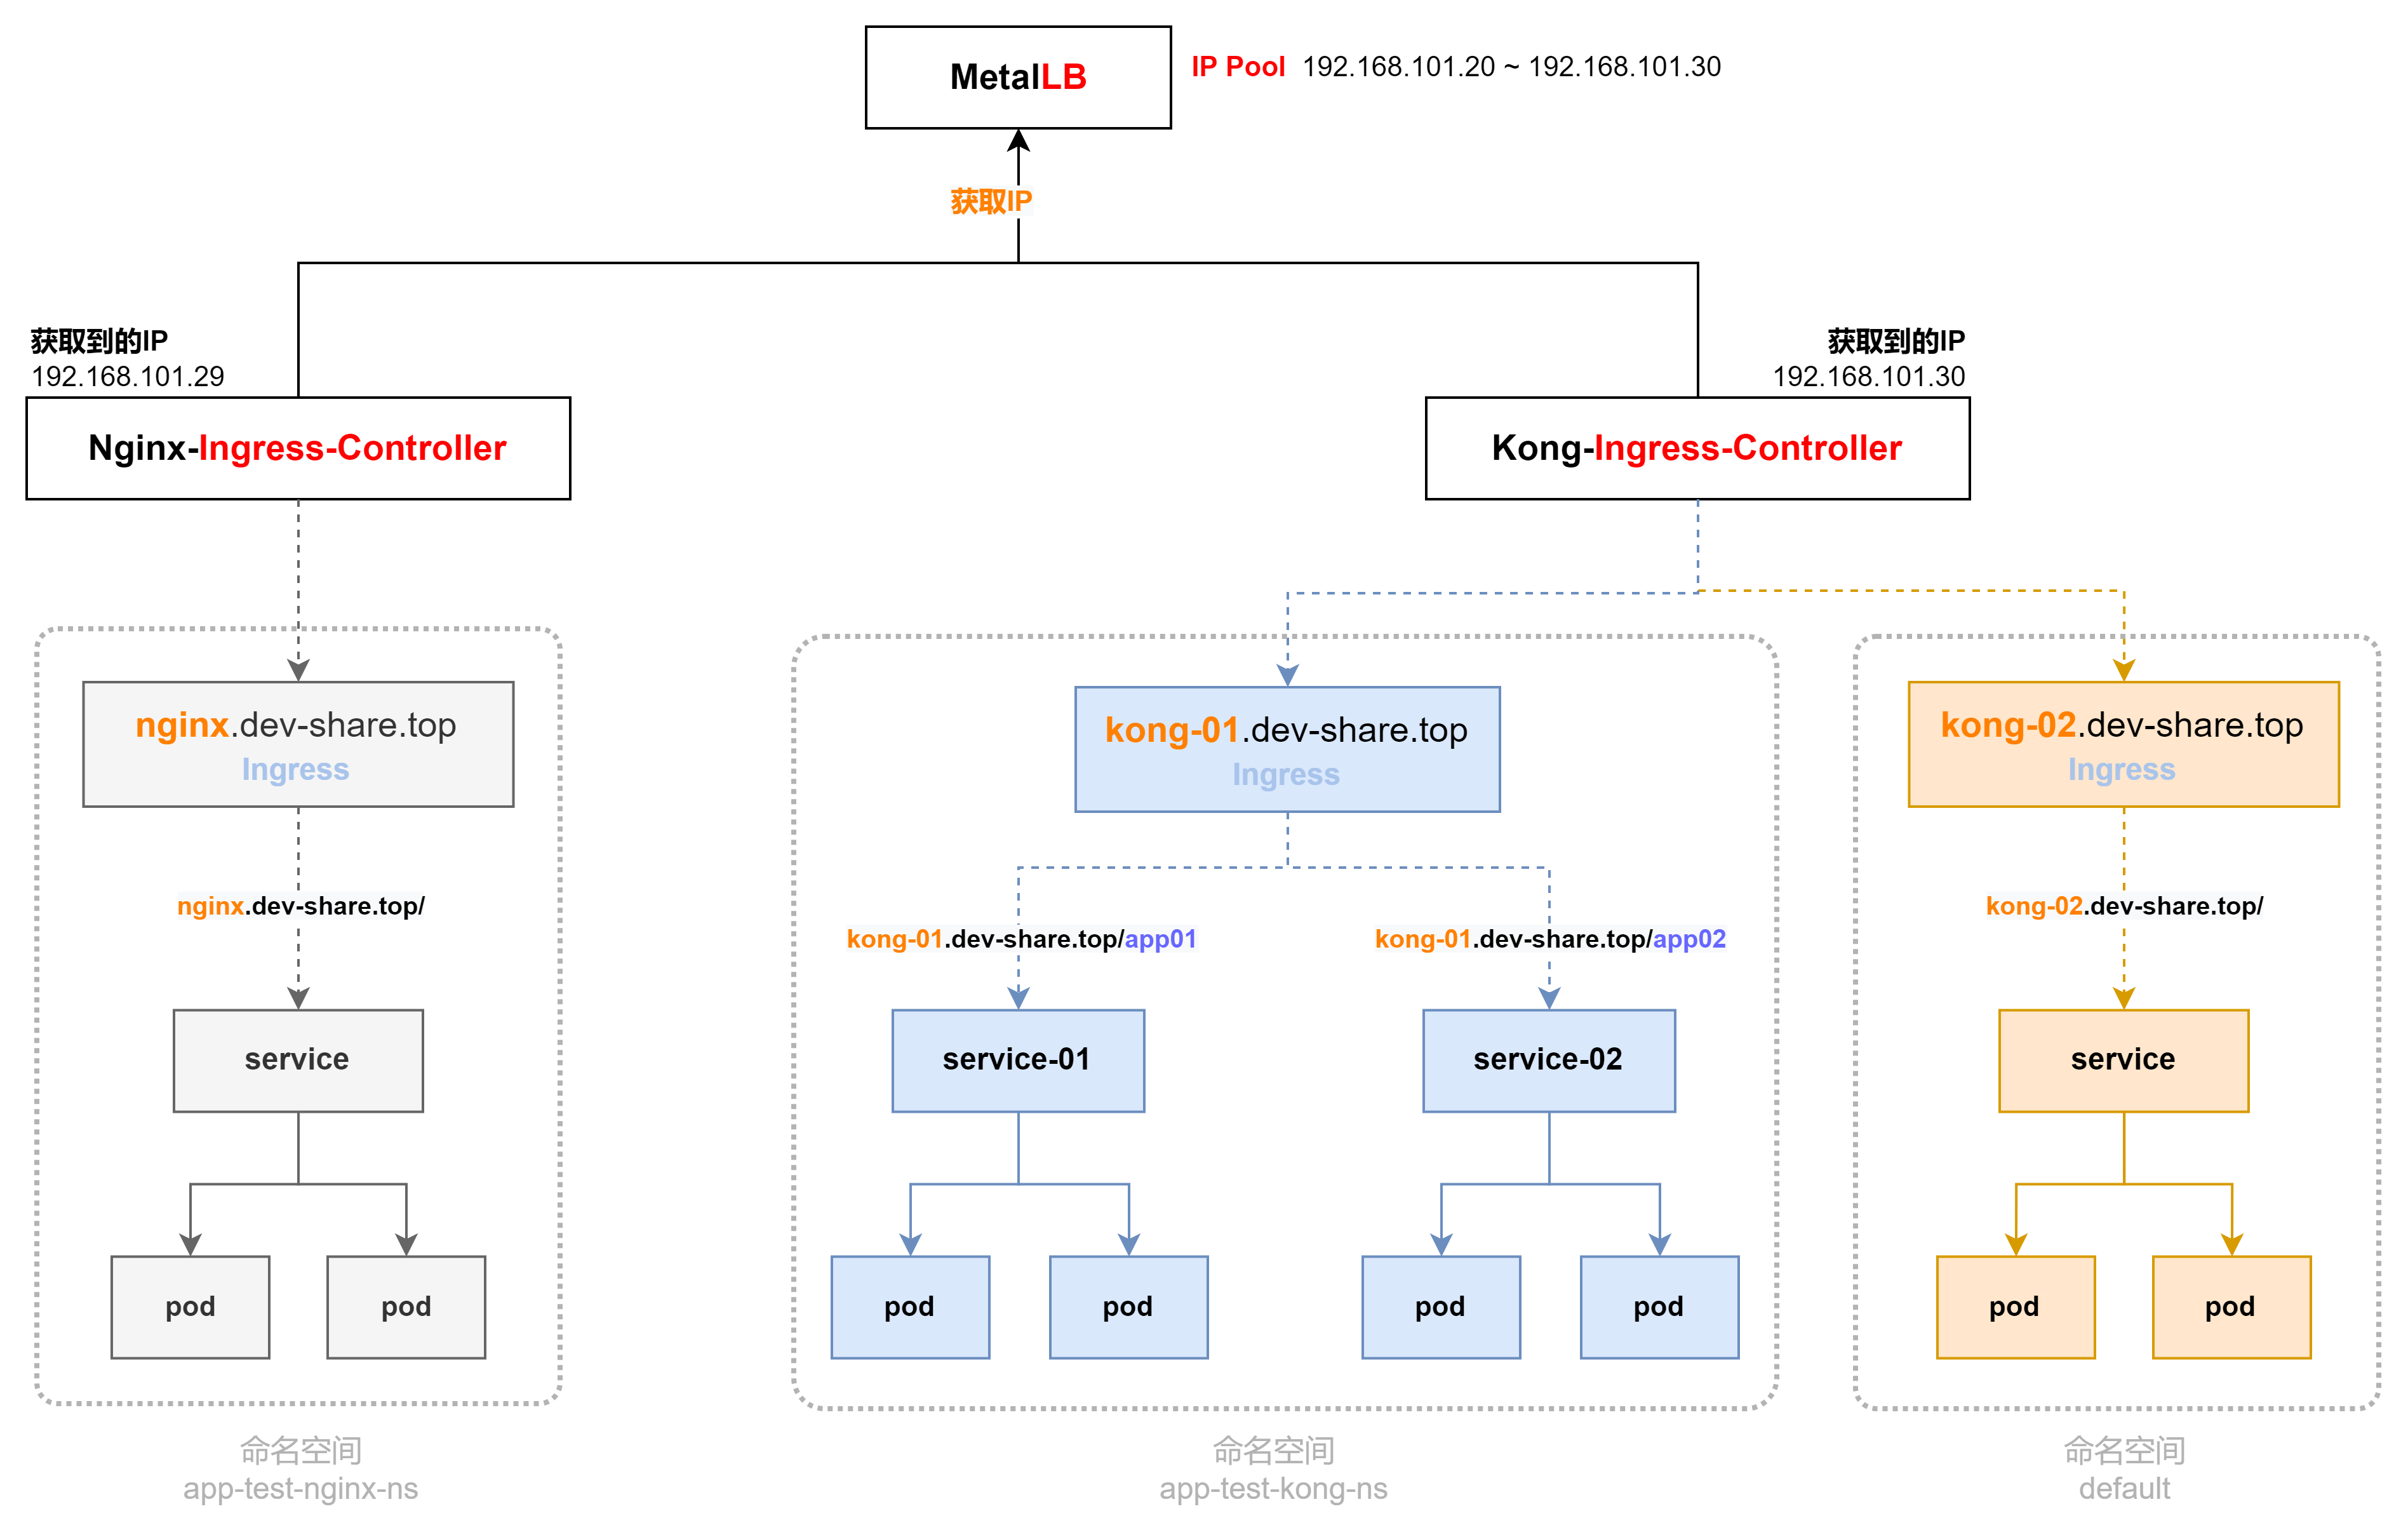 MetalLB
IP Pool 192.168.101.20 ~ 192.168.101.30
获取IP
获取到的IP
192.168.101.29
获取到的IP
192.168.101.30
Nginx-Ingress-Controller
Kong-Ingress-Controller
nginx.dev-share.top
Ingress
kong-01.dev-share.top
Ingress
kong-02.dev-share.top
Ingress
nginx.dev-share.top/
kong-01.dev-share.top/app01
kong-01.dev-share.top/app02
kong-02.dev-share.top/
service
service-01
service-02
service
pod
pod
pod
pod
pod
pod
pod
pod
命名空间
app-test-nginx-ns
命名空间
app-test-kong-ns
命名空间
default